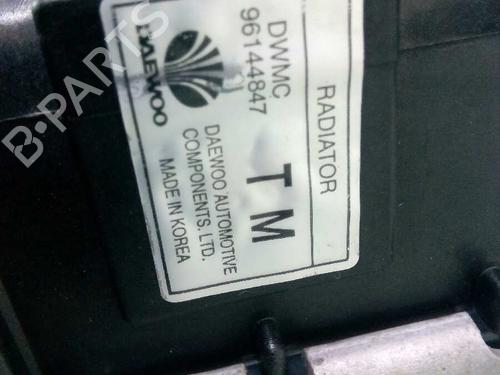 RADIATOR
DWMC
96144847
T M
DAEWOO
DAEWOO AUTOMOTIVE
COMPONENTS. LTD.
MADE IN KOREA
B-PARTS